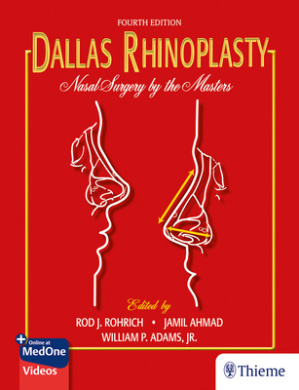 FOURTH EDITION
DALLAS RHINOPLASTY
Nasal Surgery by the Masters
Edited by
ROD J. ROHRICH • JAMIL AHMAD
WILLIAM P. ADAMS, JR.
+ Online at
MedOne
Videos
Thieme